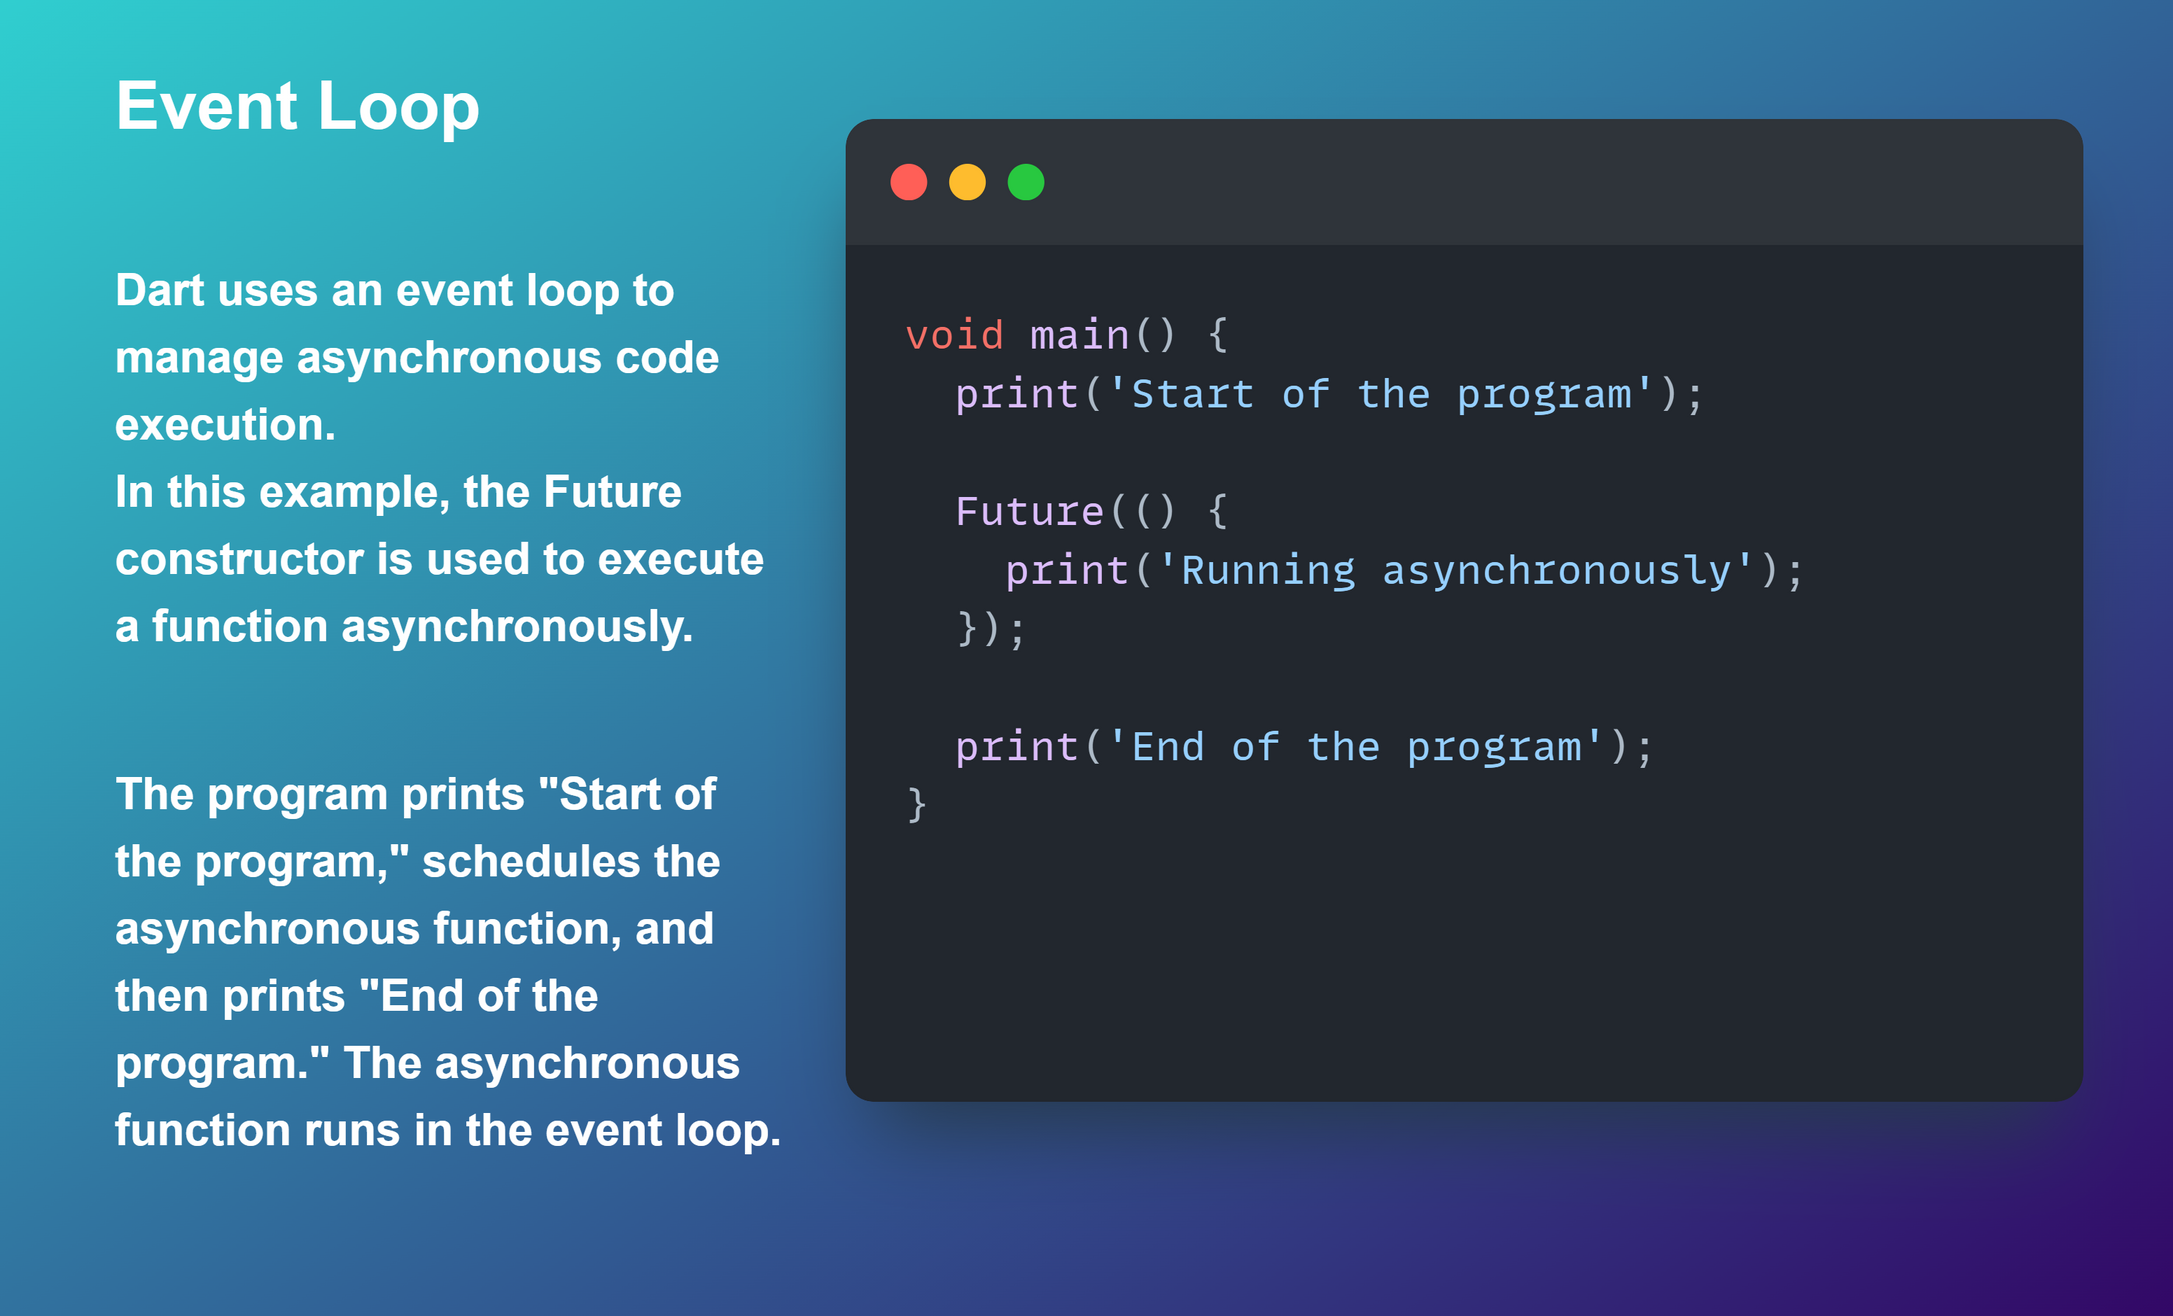 Event Loop
Dart uses an event loop to
manage asynchronous code
execution.
In this example, the Future
constructor is used to execute
a function asynchronously.
The program prints "Start of
the program," schedules the
asynchronous function, and
then prints "End of the
program." The asynchronous
function runs in the event loop.
void main() {
  print('Start of the program');
  Future(() {
    print('Running asynchronously');
  });
  print('End of the program');
}